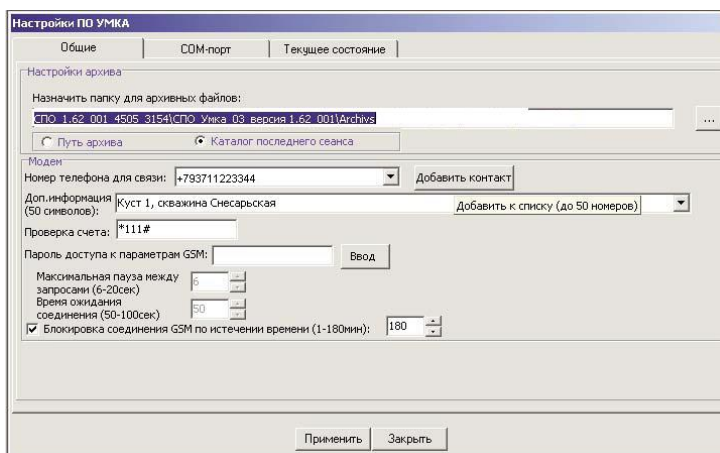 Настройки ПО УМКА
Общие COM-порт Текущее состояние
Настройки архива
Назначить папку для архивных файлов:
СПО_1.62_001_4505_3154\СПО_Умка_03_версия 1.62_001\Archivs ...
Путь архива Каталог последнего сеанса
Модем
Номер телефона для связи: +793711223344 Добавить контакт
Доп.информация
(50 символов): Куст 1, скважина Снесарьская Добавить к списку (до 50 номеров)
Проверка счета: *111#
Пароль доступа к параметрам GSM: Ввод
Максимальная пауза между
запросами (6-20сек) 6
Время ожидания
соединения (50-100сек) 50
Блокировка соединения GSM по истечении времени (1-180мин): 180
Применить Закрыть